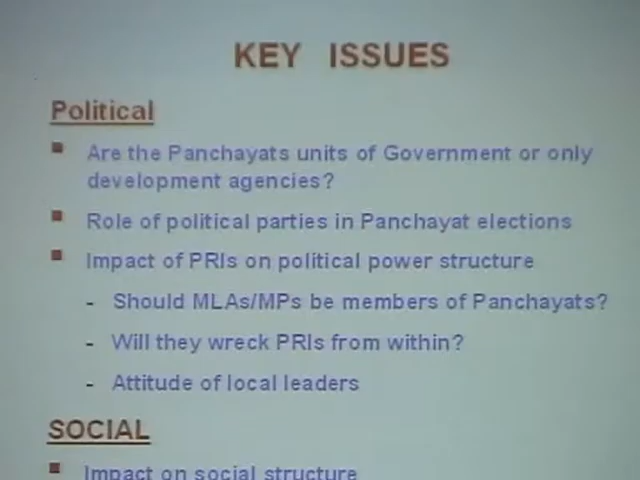 KEY ISSUES
Political
▪ Are the Panchayats units of Government or only
development agencies?
▪ Role of political parties in Panchayat elections
▪ Impact of PRIs on political power structure
- Should MLAs/MPs be members of Panchayats?
- Will they wreck PRIs from within?
- Attitude of local leaders
SOCIAL
▪ Impact on social structure